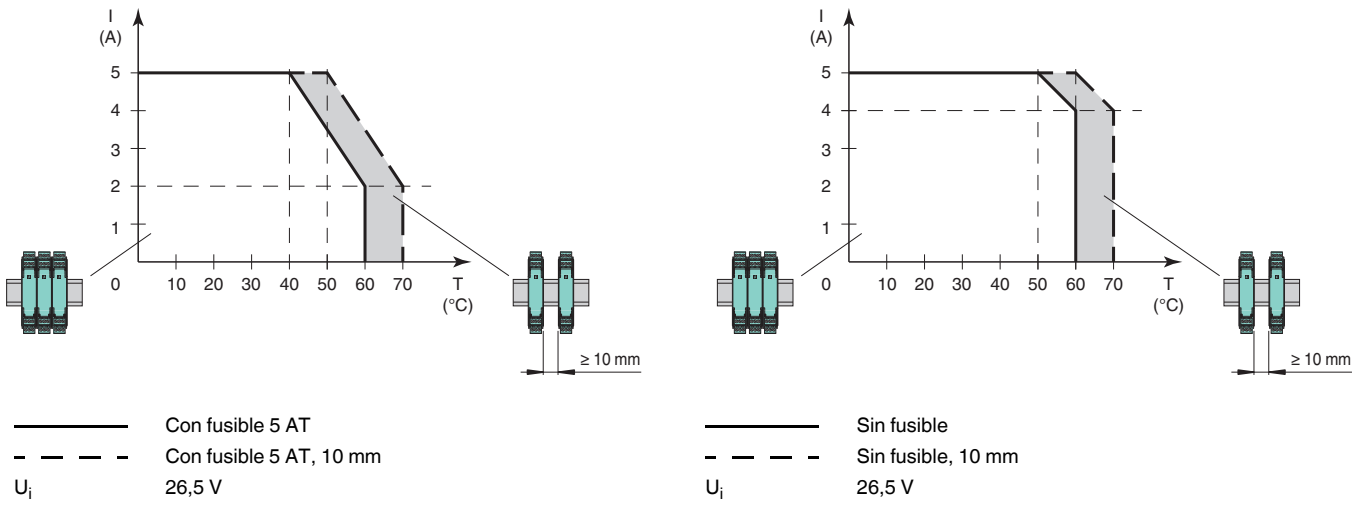 I
(A)
5
4
3
2
1
0
10 20 30 40 50 60 70
T
(°C)
≥ 10 mm
Con fusible 5 AT
Con fusible 5 AT, 10 mm
Ui 26,5 V
I
(A)
5
4
3
2
1
0
10 20 30 40 50 60 70
T
(°C)
≥ 10 mm
Sin fusible
Sin fusible, 10 mm
Ui 26,5 V